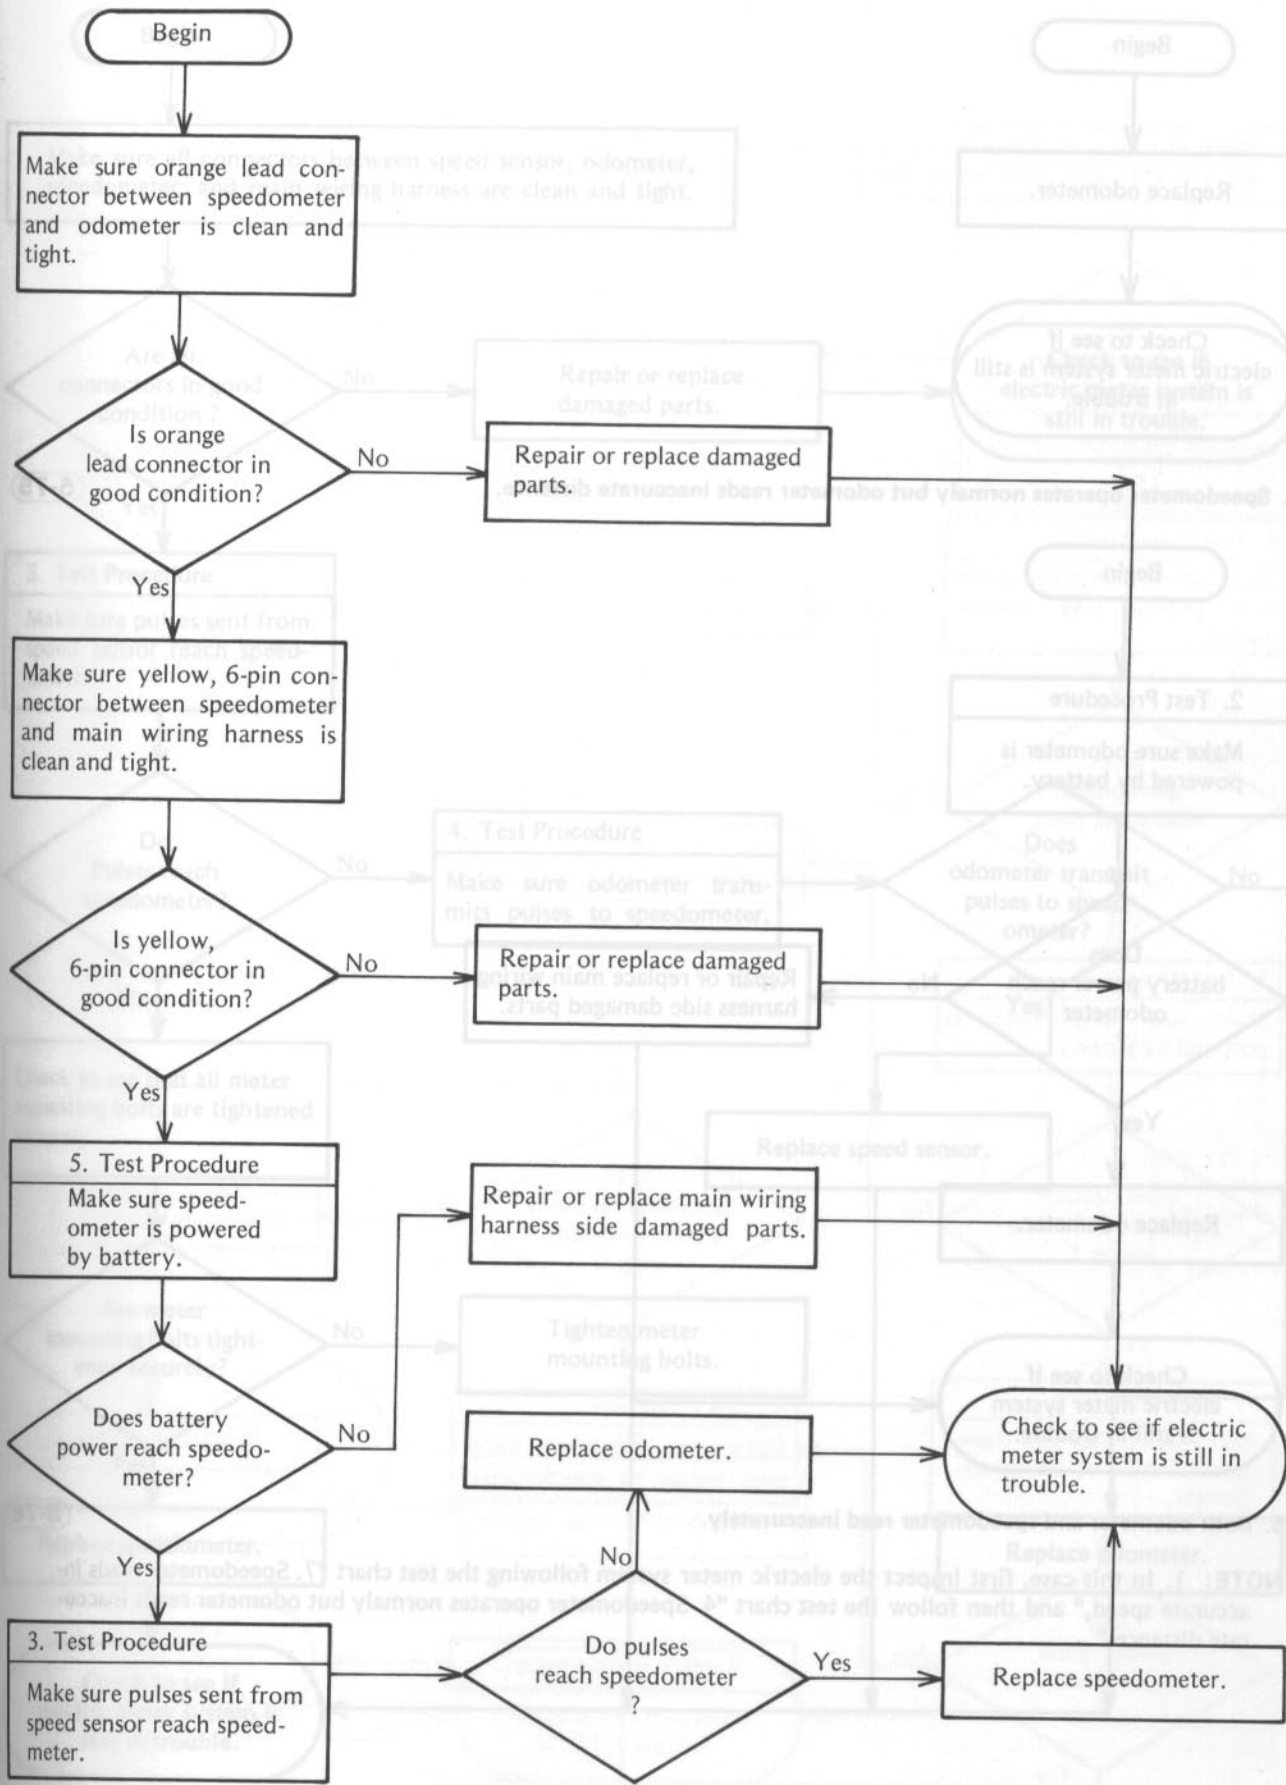 Begin
Make sure orange lead con-
nector between speedometer
and odometer is clean and
tight.
Is orange
lead connector in
good condition?
No
Repair or replace damaged
parts.
Yes
Make sure yellow, 6-pin con-
nector between speedometer
and main wiring harness is
clean and tight.
Is yellow,
6-pin connector in
good condition?
No
Repair or replace damaged
parts.
Yes
5. Test Procedure
Make sure speed-
ometer is powered
by battery.
Repair or replace main wiring
harness side damaged parts.
Does battery
power reach speedo-
meter?
No
Replace odometer.
Check to see if electric
meter system is still in
trouble.
Yes
No
3. Test Procedure
Make sure pulses sent from
speed sensor reach speed-
meter.
Do pulses
reach speedometer
?
Yes
Replace speedometer.